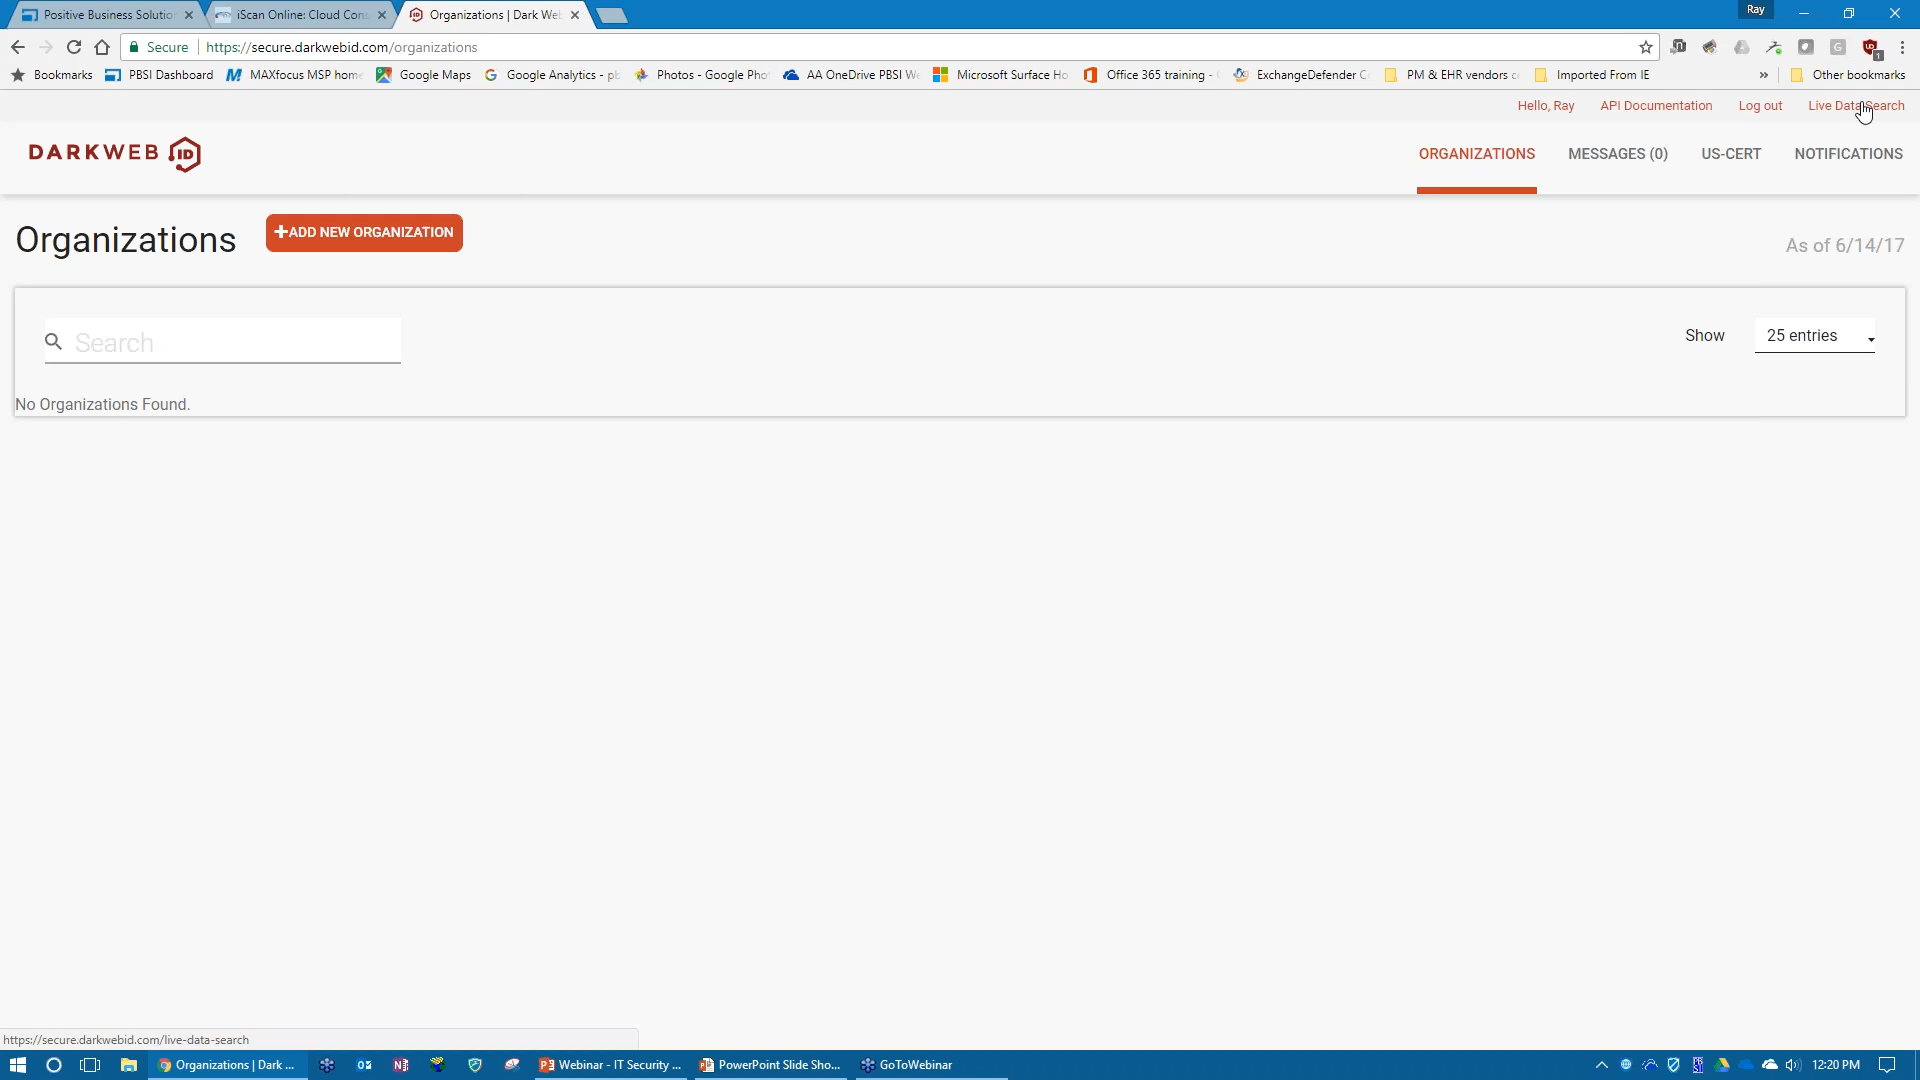 Positive Business Solutio
iScan Online: Cloud Con
Organizations | Dark We
Ray
Secure
https://secure.darkwebid.com/organizations
Bookmarks
PBSI Dashboard
MAXfocus MSP home
Google Maps
Google Analytics - pb
Photos - Google Pho
AA OneDrive PBSI W
Microsoft Surface Ho
Office 365 training -
ExchangeDefender C
PM & EHR vendors c
Imported From IE
»
Other bookmarks
Hello, Ray
API Documentation
Log out
Live Data Search
DARKWEB ID
ORGANIZATIONS
MESSAGES (0)
US-CERT
NOTIFICATIONS
Organizations
+ADD NEW ORGANIZATION
As of 6/14/17
Search
Show
25 entries
No Organizations Found.
https://secure.darkwebid.com/live-data-search
Organizations | Dark ...
Webinar - IT Security ...
PowerPoint Slide Sho...
GoToWebinar
12:20 PM